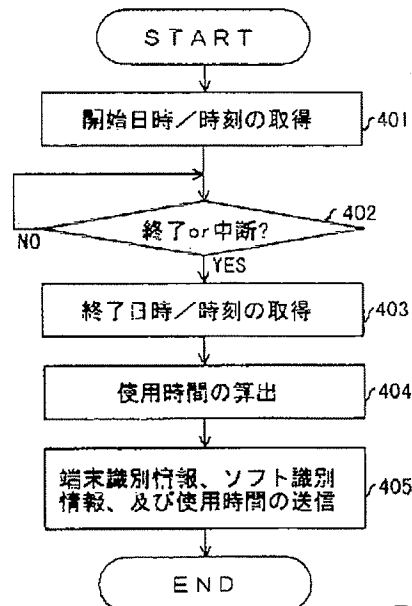 START
開始日時／時刻の取得
401
終了or中断?
402
NO
YES
終了日時／時刻の取得
403
使用時間の算出
404
端末識別情報、ソフト識別
情報、及び使用時間の送信
405
END